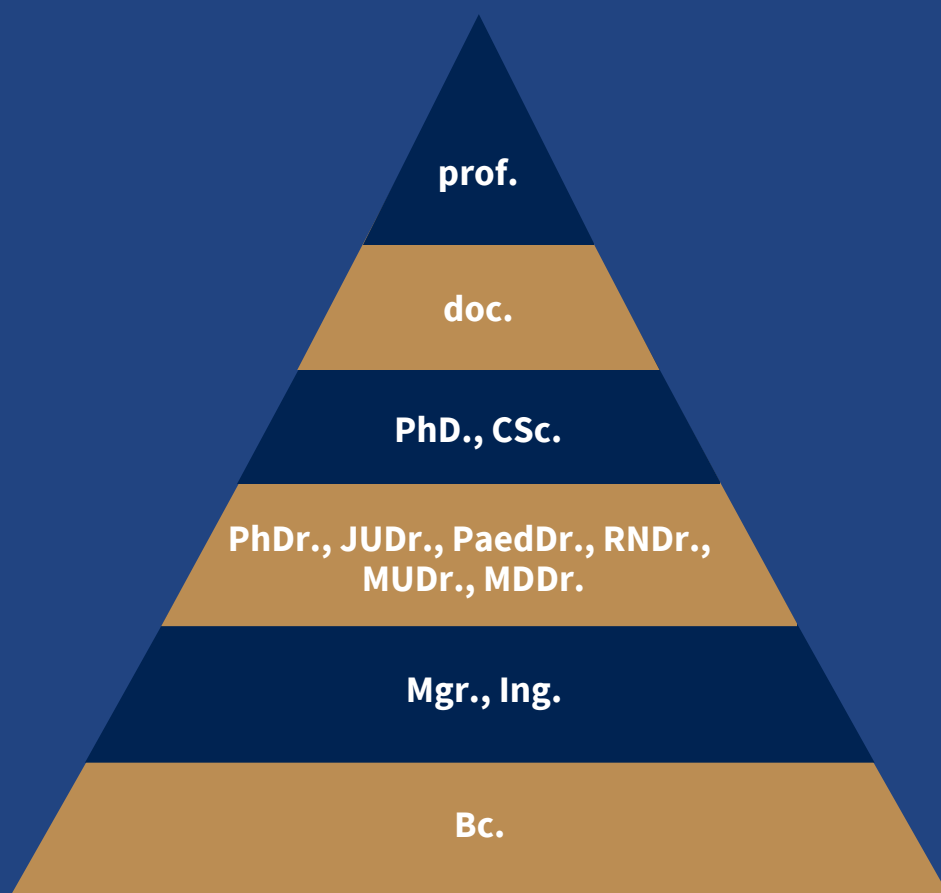 prof.
doc.
PhD., CSc.
PhDr., JUDr., PaedDr., RNDr.,
MUDr., MDDr.
Mgr., Ing.
Bc.